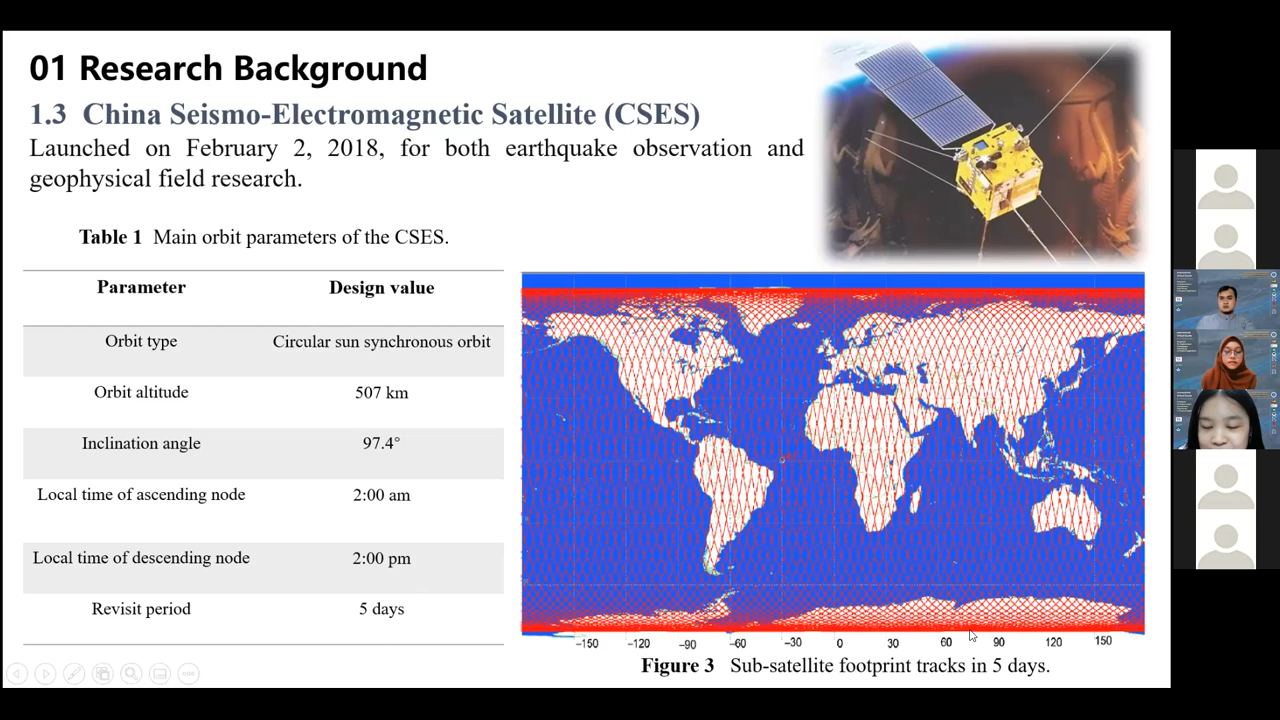 01 Research Background
1.3 China Seismo-Electromagnetic Satellite (CSES)
Launched on February 2, 2018, for both earthquake observation and
geophysical field research.
Table 1 Main orbit parameters of the CSES.
Parameter Design value
Orbit type Circular sun synchronous orbit
Orbit altitude 507 km
Inclination angle 97.4°
Local time of ascending node 2:00 am
Local time of descending node 2:00 pm
Revisit period 5 days
−150 −120 −90 −60 −30 0 30 60 90 120 150
Figure 3 Sub-satellite footprint tracks in 5 days.